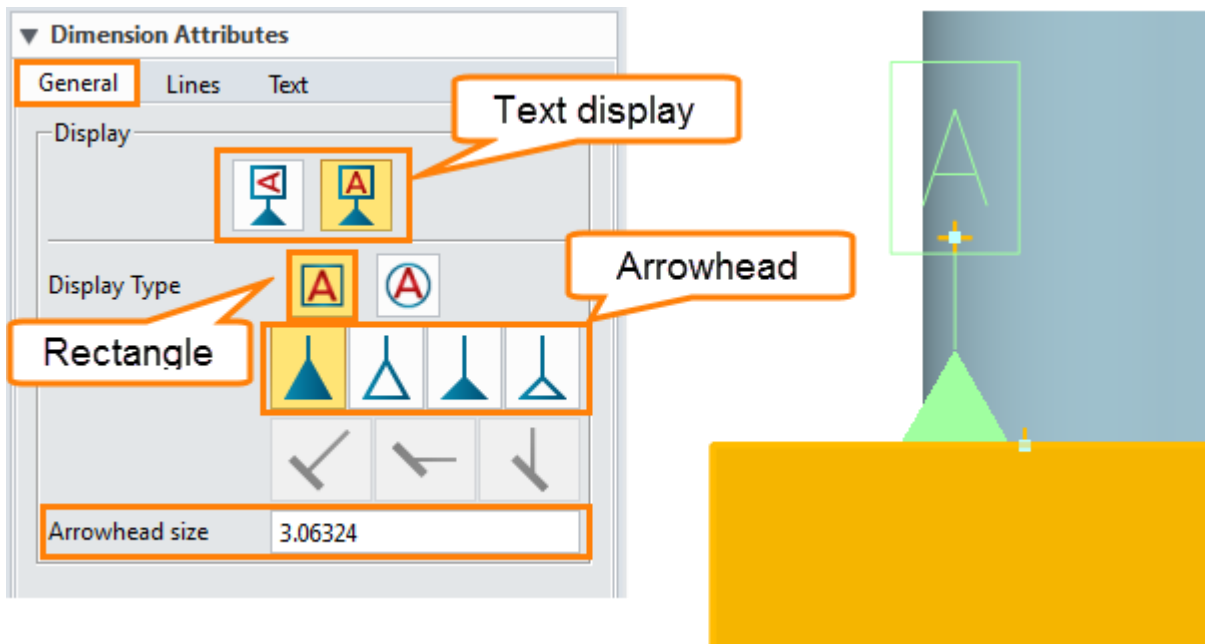 Dimension Attributes
General Lines Text
Text display
Display
A A
Arrowhead
Display Type A A
Rectangle
Arrowhead size 3.06324
A